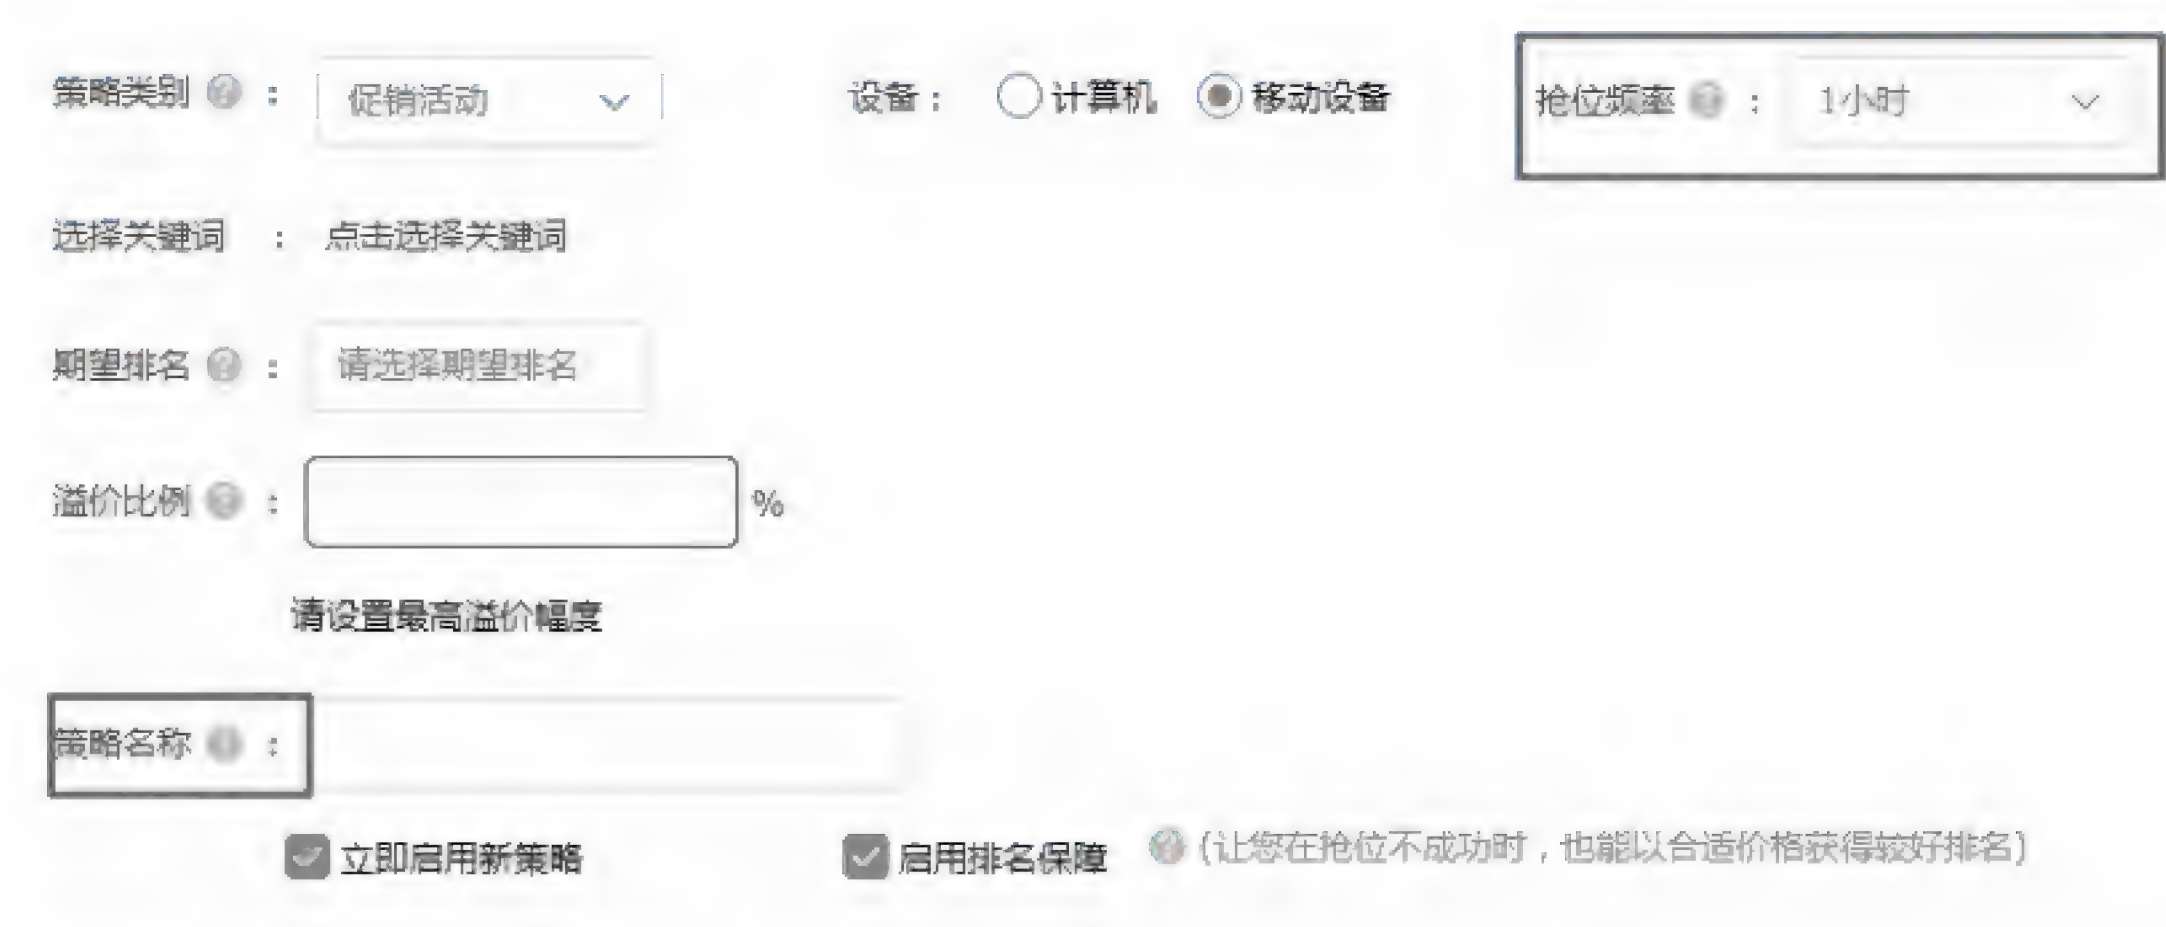 策略类别 ： 促销活动 设备： 计算机 移动设备 抢位频率 ： 1小时
选择关键词 ： 点击选择关键词
期望排名 ： 请选择期望排名
溢价比例 ： %
请设置最高溢价幅度
策略名称 ：
立即启用新策略 启用排名保障 (让您在抢位不成功时，也能以合适价格获得较好排名)